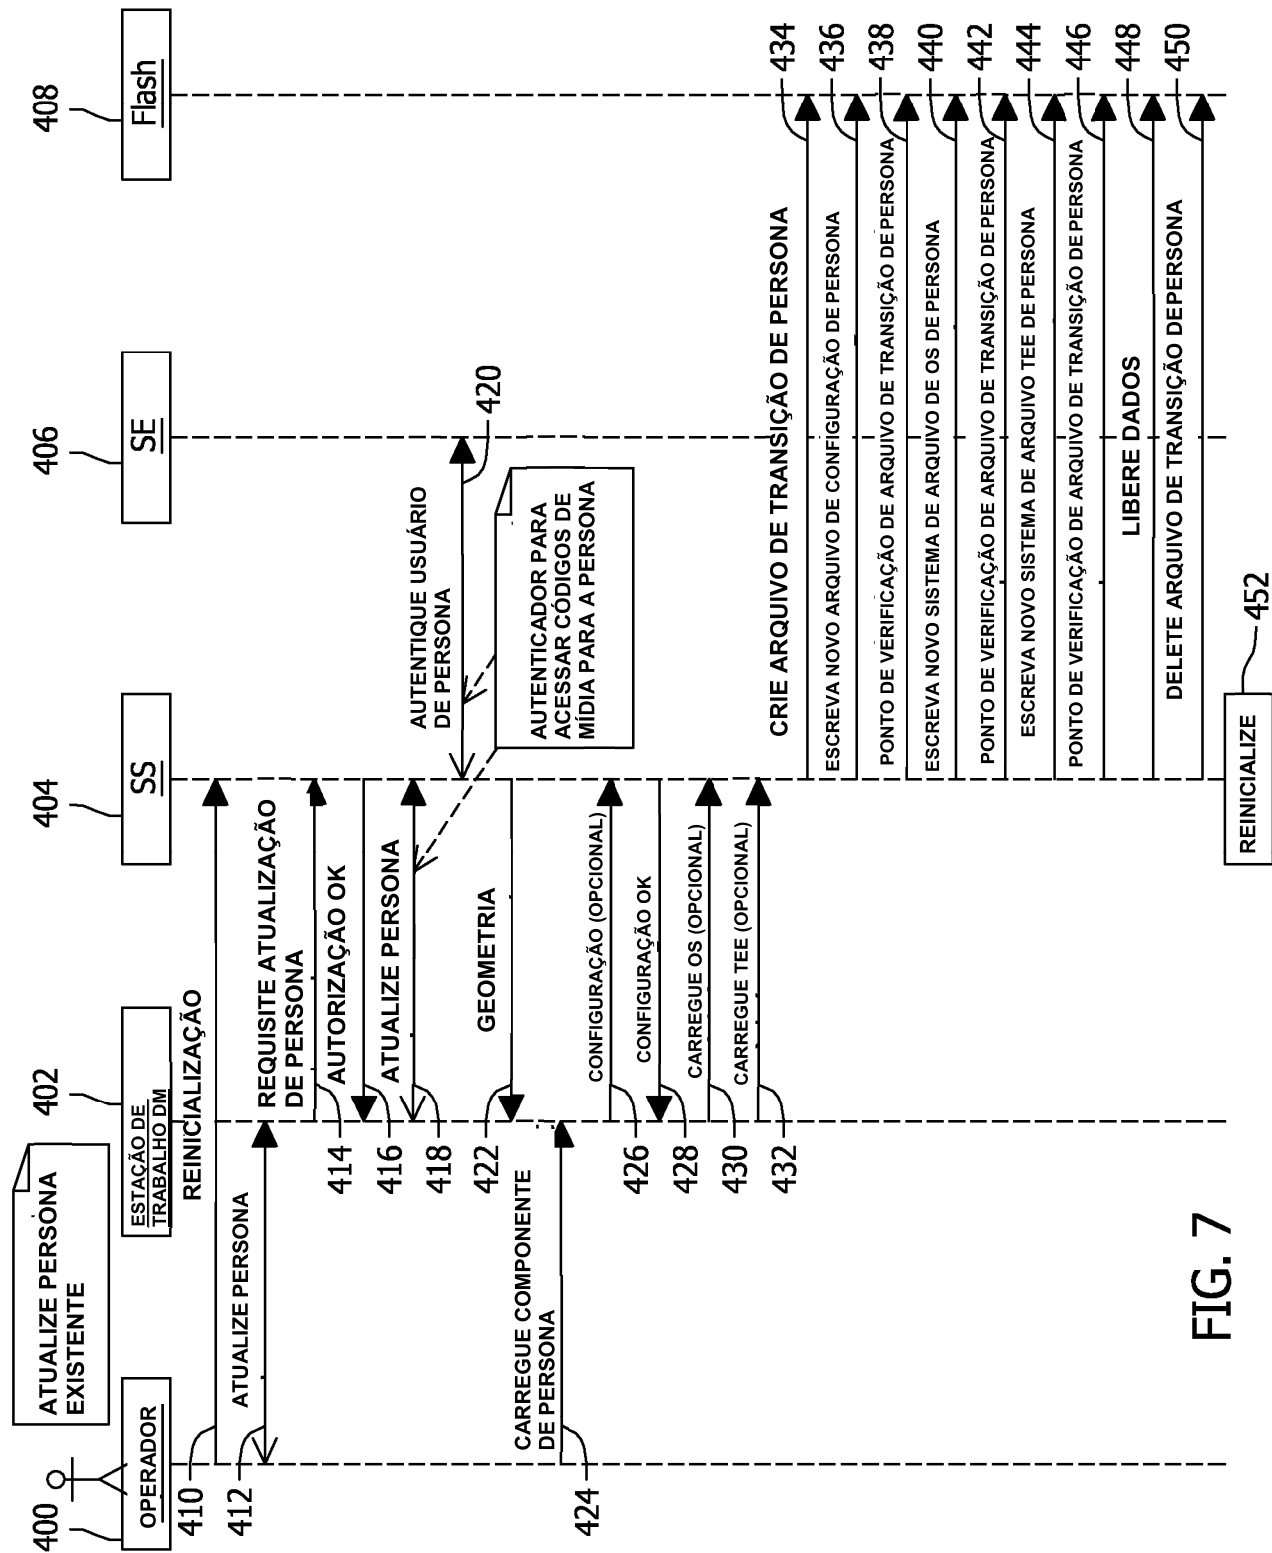 ATUALIZE PERSONA
EXISTENTE
400
402
404
406
408
OPERADOR
ESTAÇÃO DE
TRABALHO DM
SS
SE
Flash
410
REINICIALIZAÇÃO
412
ATUALIZE PERSONA
REQUISITE ATUALIZAÇÃO
DE PERSONA
414
AUTORIZAÇÃO OK
416
ATUALIZE PERSONA
418
AUTENTIQUE USUÁRIO
DE PERSONA
420
AUTENTICADOR PARA
ACESSAR CÓDIGOS DE
MÍDIA PARA A PERSONA
GEOMETRIA
422
CARREGUE COMPONENTE
DE PERSONA
424
CONFIGURAÇÃO (OPCIONAL)
426
CONFIGURAÇÃO OK
428
CARREGUE OS (OPCIONAL)
430
CARREGUE TEE (OPCIONAL)
432
CRIE ARQUIVO DE TRANSIÇÃO DE PERSONA
434
ESCREVA NOVO ARQUIVO DE CONFIGURAÇÃO DE PERSONA
436
PONTO DE VERIFICAÇÃO DE ARQUIVO DE TRANSIÇÃO DE PERSONA
438
ESCREVA NOVO SISTEMA DE ARQUIVO DE OS DE PERSONA
440
PONTO DE VERIFICAÇÃO DE ARQUIVO DE TRANSIÇÃO DE PERSONA
442
ESCREVA NOVO SISTEMA DE ARQUIVO TEE DE PERSONA
444
PONTO DE VERIFICAÇÃO DE ARQUIVO DE TRANSIÇÃO DE PERSONA
446
LIBERE DADOS
448
DELETE ARQUIVO DE TRANSIÇÃO DEPERSONA
450
REINICIALIZE
452
FIG. 7